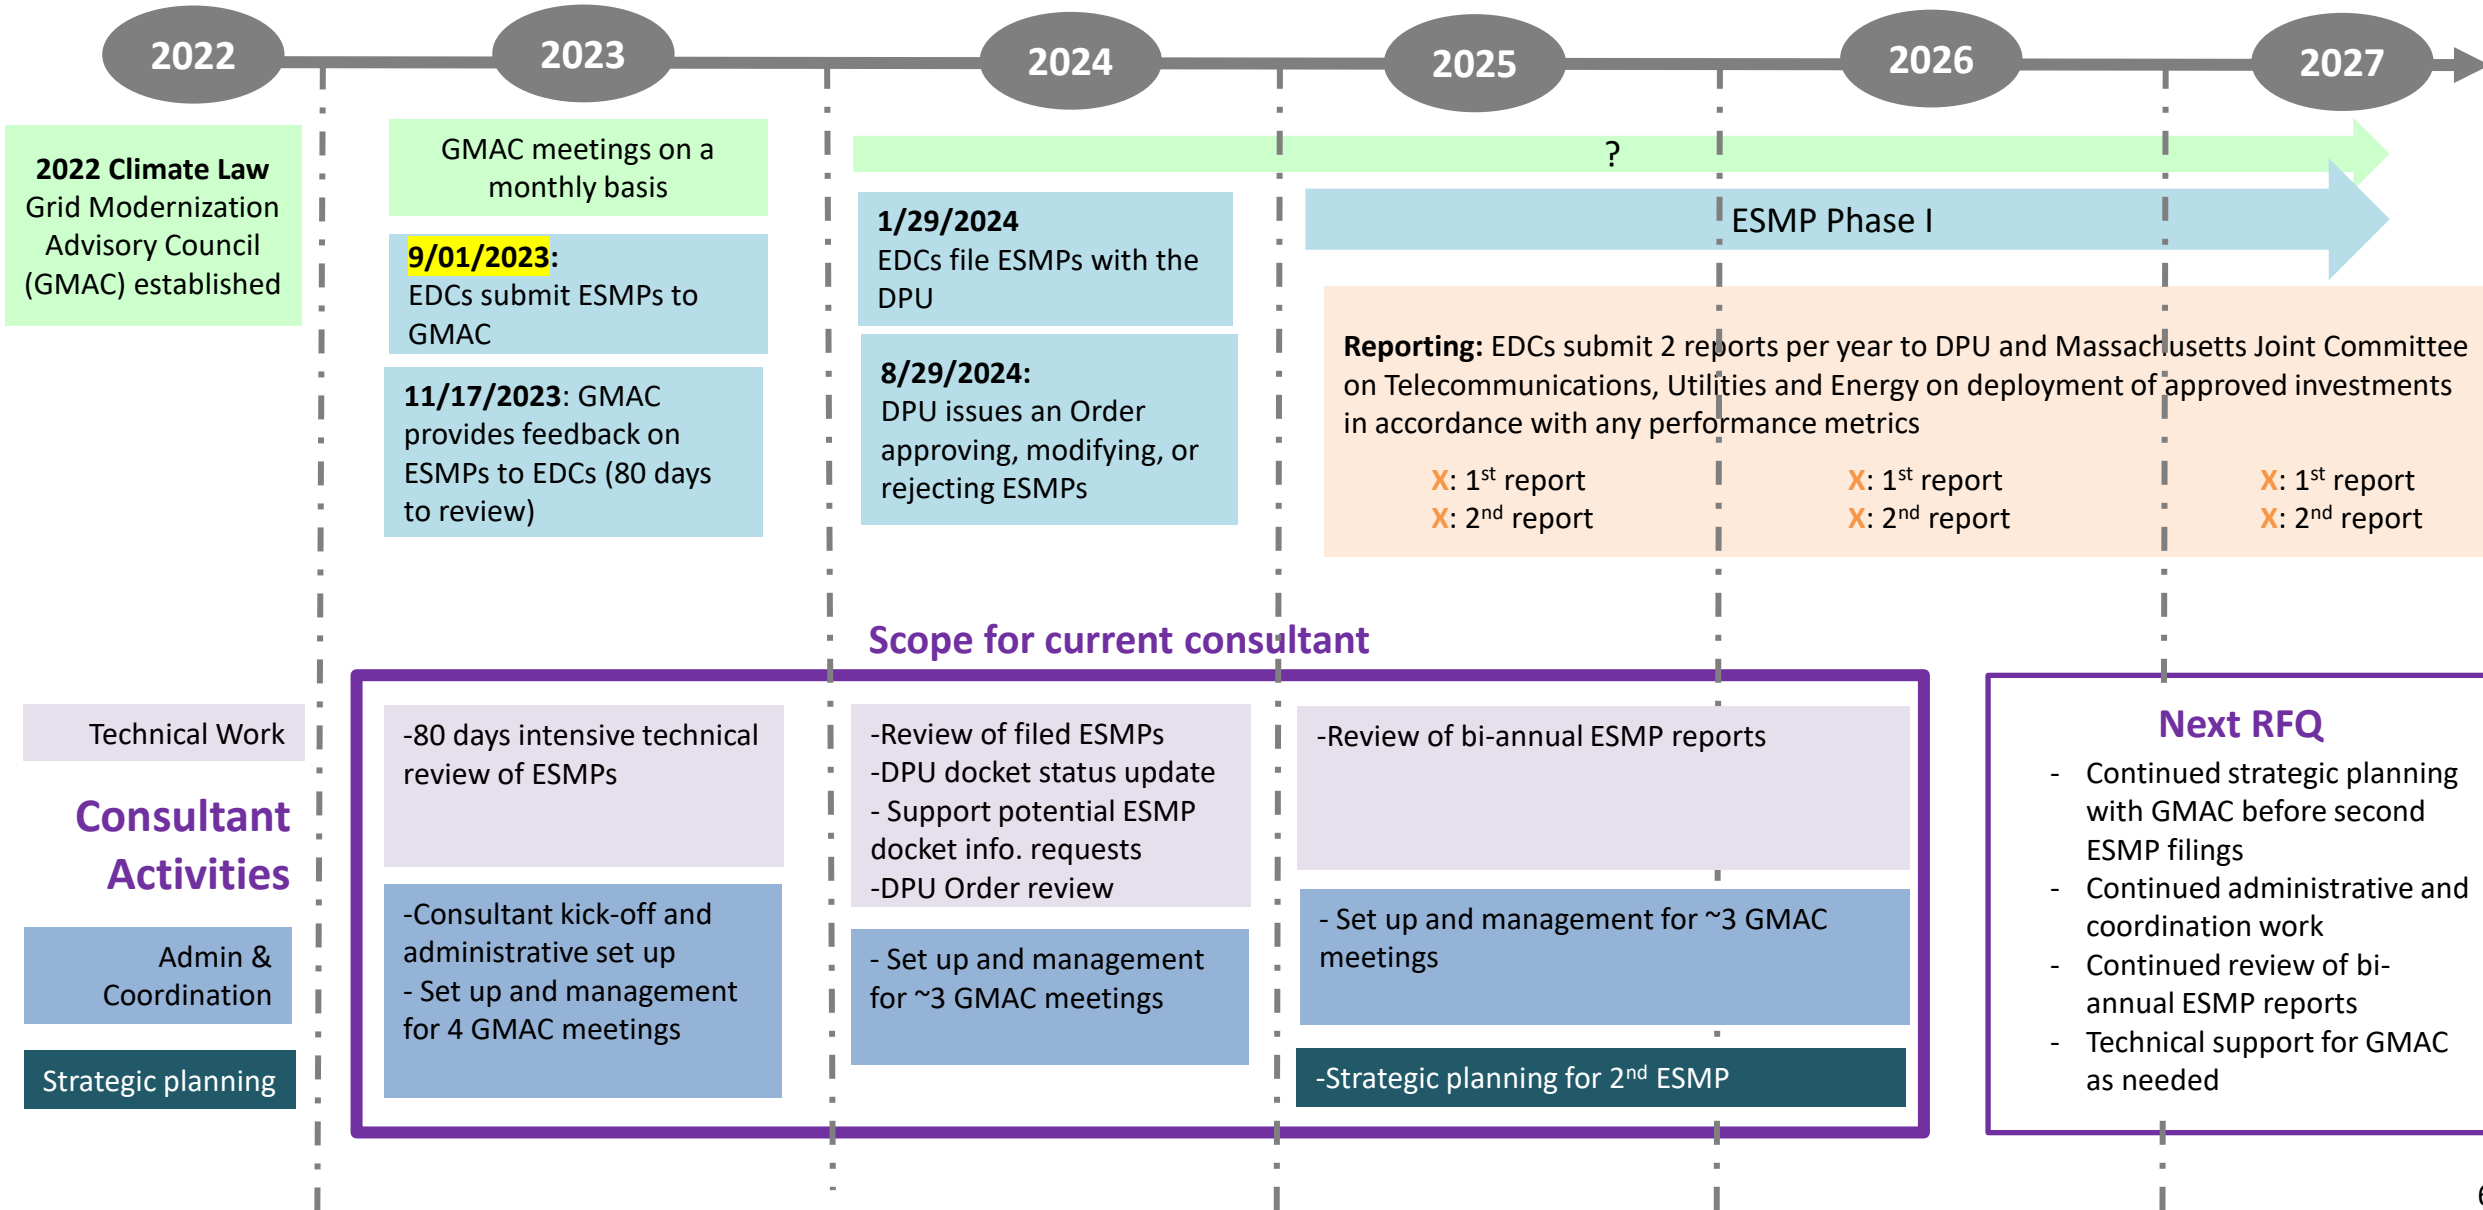 2022
2023
2024
2025
2026
2027
2022 Climate Law
Grid Modernization
Advisory Council
(GMAC) established
GMAC meetings on a
monthly basis
9/01/2023:
EDCs submit ESMPs to
GMAC
11/17/2023: GMAC
provides feedback on
ESMPs to EDCs (80 days
to review)
?
1/29/2024
EDCs file ESMPs with the
DPU
8/29/2024:
DPU issues an Order
approving, modifying, or
rejecting ESMPs
ESMP Phase I
Reporting: EDCs submit 2 reports per year to DPU and Massachusetts Joint Committee
on Telecommunications, Utilities and Energy on deployment of approved investments
in accordance with any performance metrics
X: 1st report
X: 2nd report
X: 1st report
X: 2nd report
X: 1st report
X: 2nd report
Scope for current consultant
Technical Work
Consultant
Activities
Admin &
Coordination
Strategic planning
-80 days intensive technical
review of ESMPs
-Consultant kick-off and
administrative set up
- Set up and management
for 4 GMAC meetings
-Review of filed ESMPs
-DPU docket status update
- Support potential ESMP
docket info. requests
-DPU Order review
- Set up and management
for ~3 GMAC meetings
-Review of bi-annual ESMP reports
- Set up and management for ~3 GMAC
meetings
-Strategic planning for 2nd ESMP
Next RFQ
- Continued strategic planning
with GMAC before second
ESMP filings
- Continued administrative and
coordination work
- Continued review of bi-
annual ESMP reports
- Technical support for GMAC
as needed
6